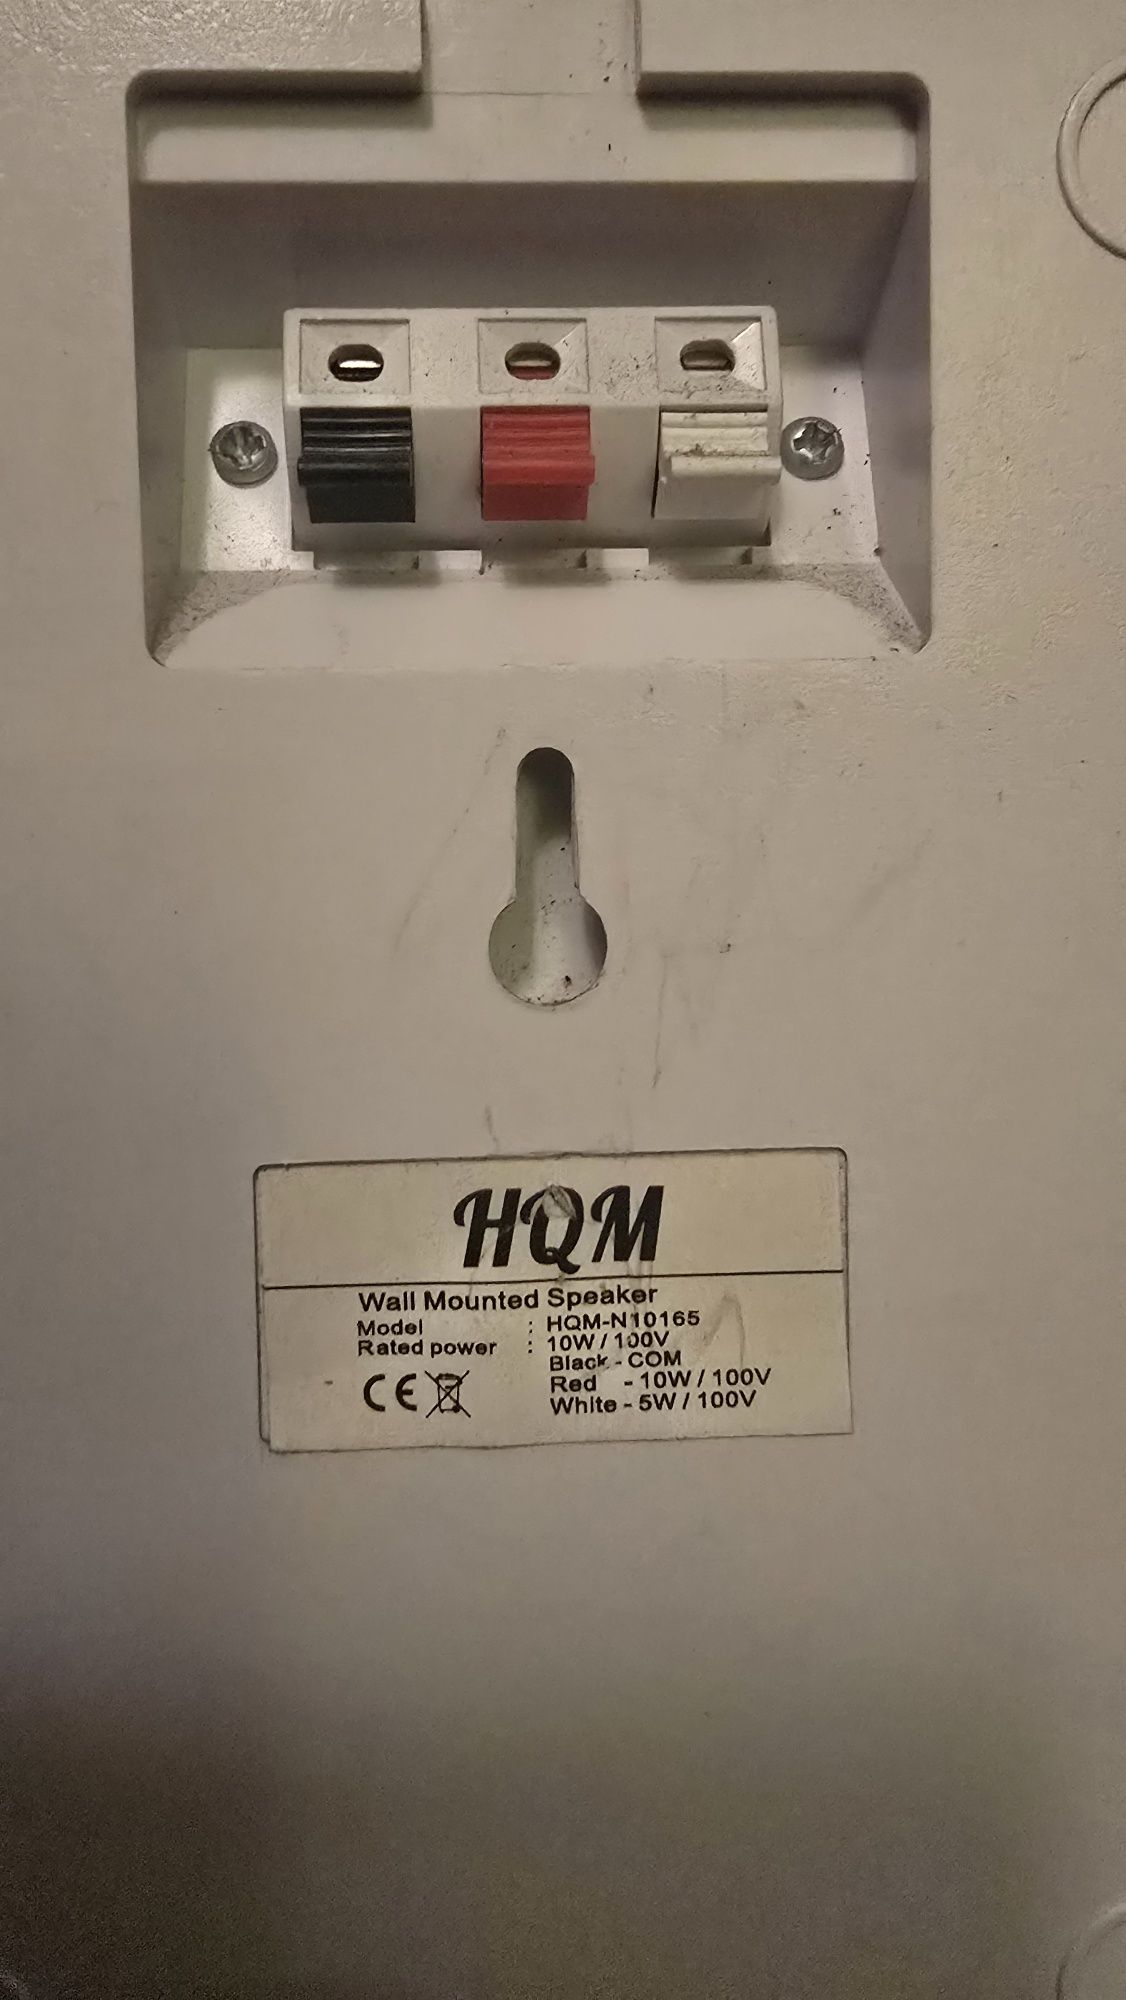 HQM
Wall Mounted Speaker
Model : HQM-N10165
Rated power : 10W / 100V
Black - COM
Red - 10W / 100V
White - 5W / 100V
CE